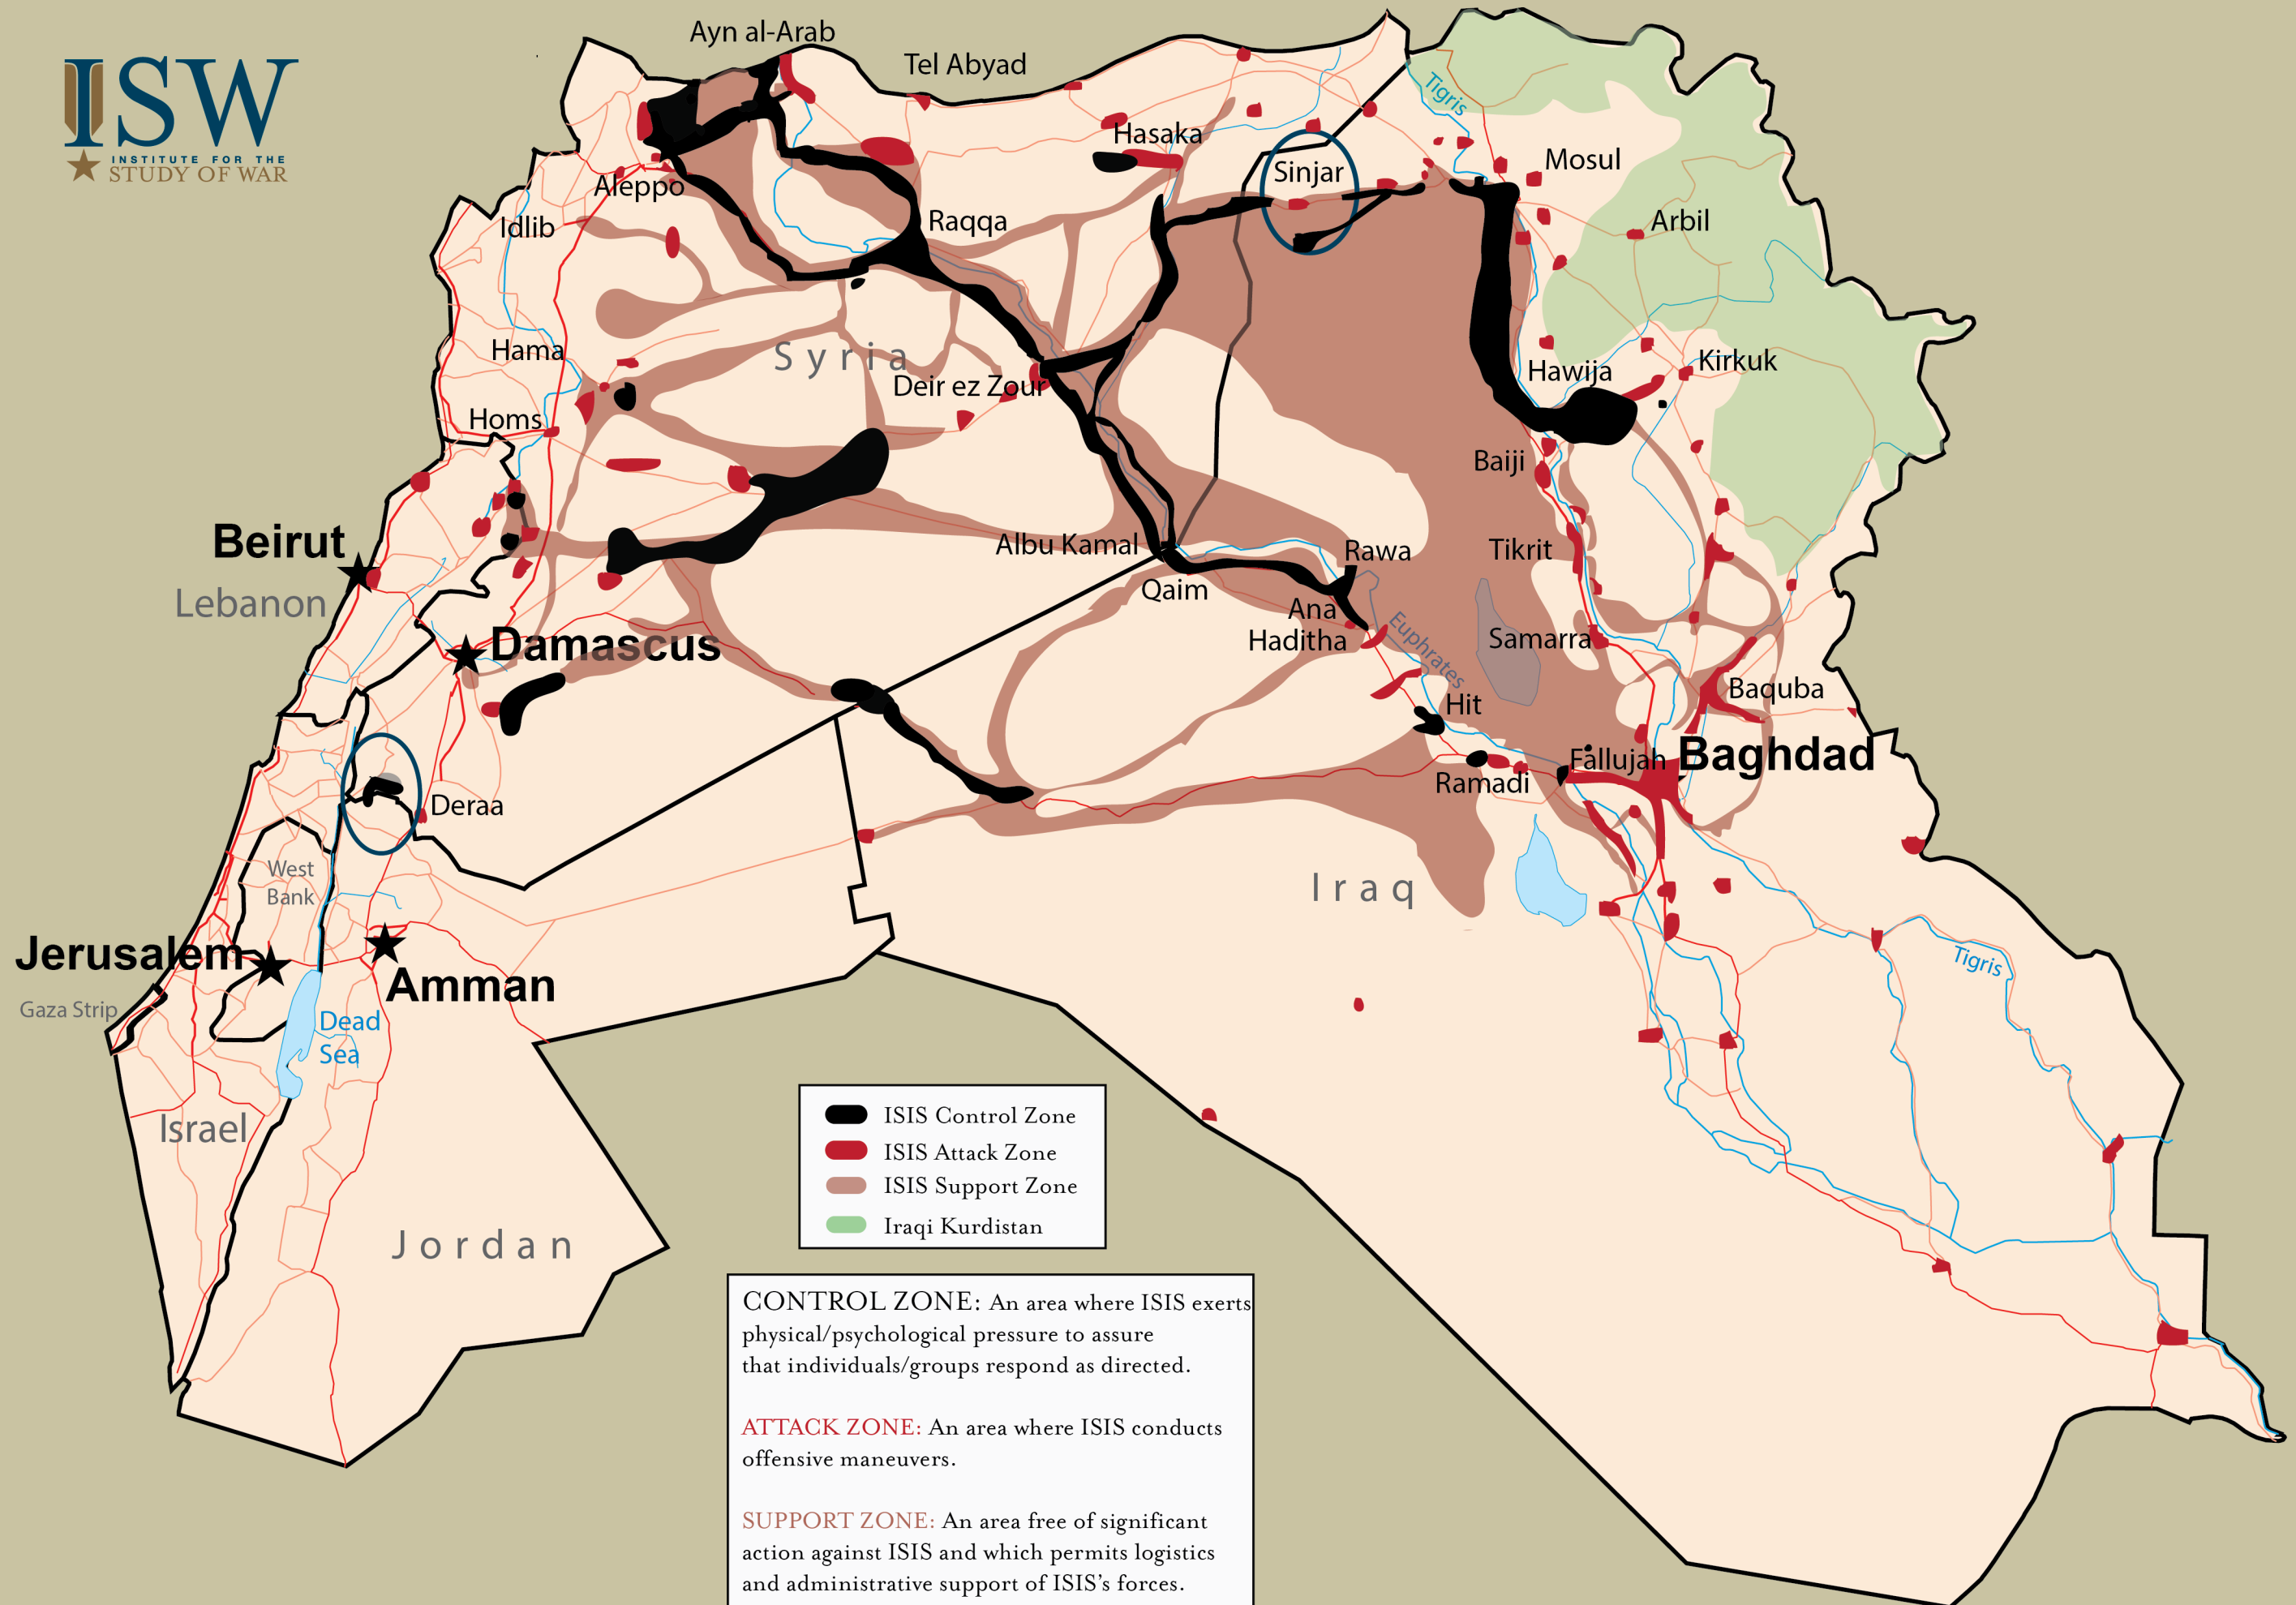 ISW
INSTITUTE FOR THE
STUDY OF WAR
Ayn al-Arab
Tel Abyad
Tigris
Hasaka
Sinjar
Mosul
Aleppo
Idlib
Raqqa
Arbil
Hama
Syria
Deir ez Zour
Hawija
Kirkuk
Homs
Baiji
Beirut
Lebanon
Albu Kamal
Rawa
Tikrit
Qaim
Ana
Haditha
Euphrates
Samarra
Damascus
Baquba
Hit
Fallujah
Baghdad
Ramadi
Deraa
West
Bank
Iraq
Jerusalem
Amman
Tigris
Gaza Strip
Dead
Sea
Israel
Jordan
ISIS Control Zone
ISIS Attack Zone
ISIS Support Zone
Iraqi Kurdistan
CONTROL ZONE: An area where ISIS exerts
physical/psychological pressure to assure
that individuals/groups respond as directed.
ATTACK ZONE: An area where ISIS conducts
offensive maneuvers.
SUPPORT ZONE: An area free of significant
action against ISIS and which permits logistics
and administrative support of ISIS's forces.